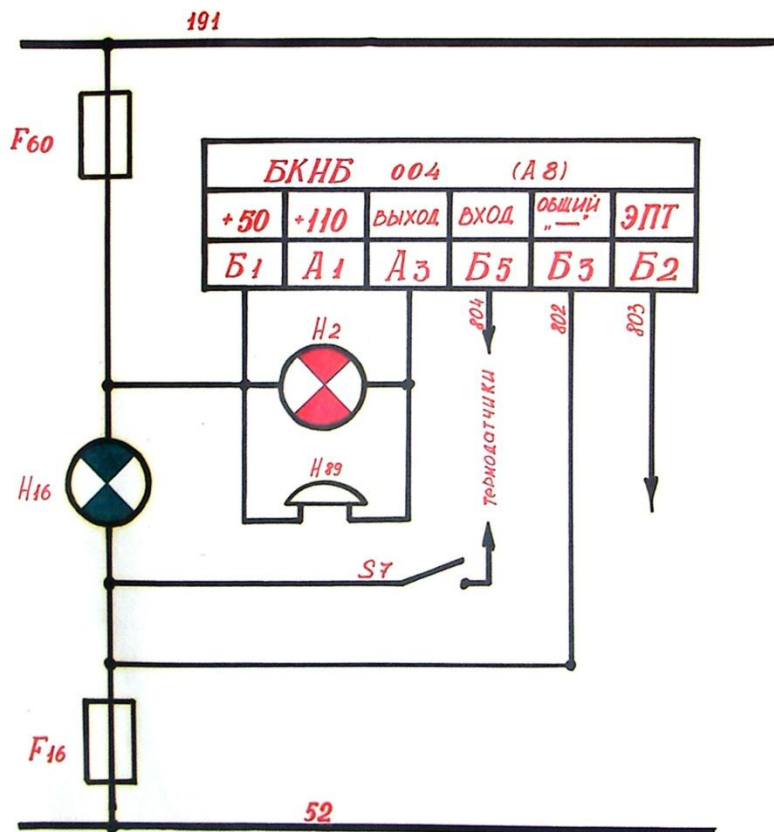 191
F60
БКНБ 004 (А8)
+50 +110 ВЫХОД ВХОД ОБЩИЙ „—" ЭПТ
Б1 А1 А3 Б5 Б3 Б2
804 802 803
Н2
ТЕРМОДАТЧИКИ
Н89
Н16
S7
F16
52